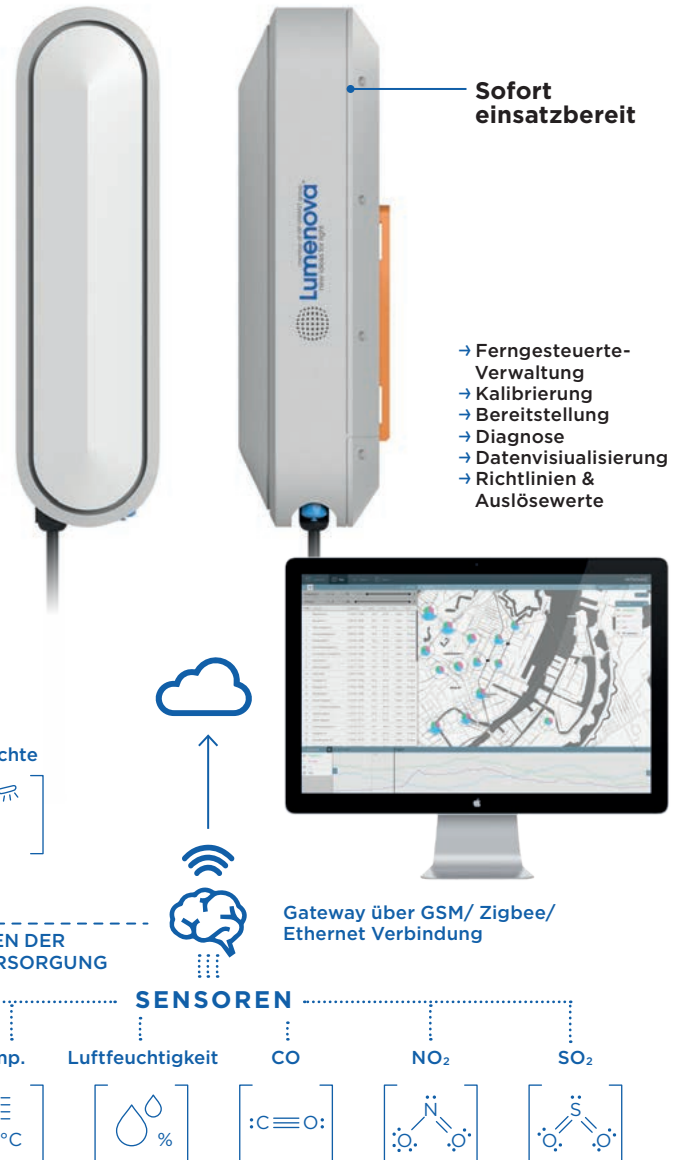 Sofort
einsatzbereit
Lumenova
→ Ferngesteuerte-
Verwaltung
→ Kalibrierung
→ Bereitstellung
→ Diagnose
→ Datenvisiualisierung
→ Richtlinien &
Auslösewerte
chte
Gateway über GSM/ Zigbee/
Ethernet Verbindung
EN DER
RSORGUNG
SENSOREN
mp.
Luftfeuchtigkeit
CO
NO₂
SO₂
°C
%
:C≡O:
N
O
O
S
O
O